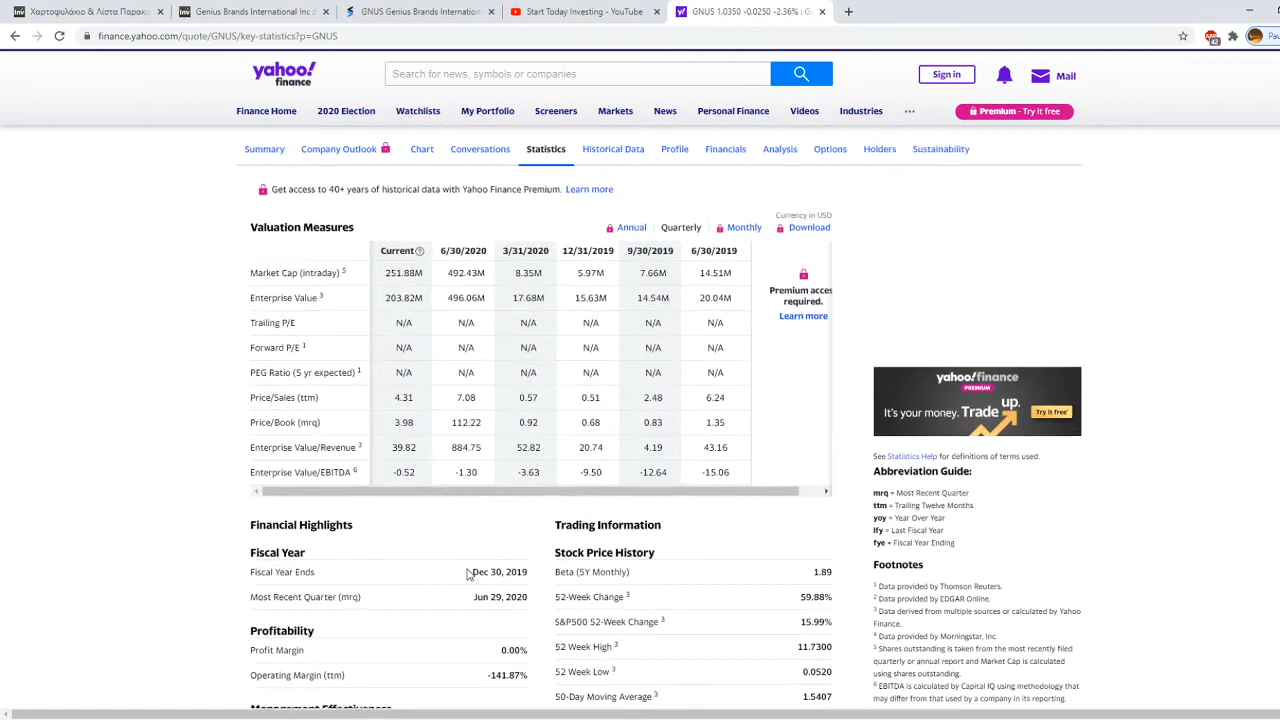 Χαρτοφυλάκιο & Λίστα Παρακο
Genius Brands International Inc
GNUS Genius Brands Internation
Start Today Investing - YouTube
GNUS 1.0350 -0.0250 -2.36% : G
finance.yahoo.com/quote/GNUS/key-statistics?p=GNUS
42
Pau
yahoo!
finance
Search for news, symbols or companies
Sign in
Mail
Finance Home 2020 Election Watchlists My Portfolio Screeners Markets News Personal Finance Videos Industries ...
Premium - Try it free
Summary Company Outlook Chart Conversations Statistics Historical Data Profile Financials Analysis Options Holders Sustainability
Get access to 40+ years of historical data with Yahoo Finance Premium. Learn more
Currency in USD
Valuation Measures Annual Quarterly Monthly Download
Current 6/30/2020 3/31/2020 12/31/2019 9/30/2019 6/30/2019
Market Cap (intraday) 5 251.88M 492.43M 8.35M 5.97M 7.66M 14.51M
Enterprise Value 3 203.82M 496.06M 17.68M 15.63M 14.54M 20.04M
Trailing P/E N/A N/A N/A N/A N/A N/A
Forward P/E 1 N/A N/A N/A N/A N/A N/A
PEG Ratio (5 yr expected) 1 N/A N/A N/A N/A N/A N/A
Price/Sales (ttm) 4.31 7.08 0.57 0.51 2.48 6.24
Price/Book (mrq) 3.98 112.22 0.92 0.68 0.83 1.35
Enterprise Value/Revenue 3 39.82 884.75 52.82 20.74 4.19 43.16
Enterprise Value/EBITDA 6 -0.52 -1.30 -3.63 -9.50 -12.64 -15.06
Premium acces
required.
Learn more
Financial Highlights
Fiscal Year
Fiscal Year Ends Dec 30, 2019
Most Recent Quarter (mrq) Jun 29, 2020
Profitability
Profit Margin 0.00%
Operating Margin (ttm) -141.87%
Management Effectiveness
Trading Information
Stock Price History
Beta (5Y Monthly) 1.89
52-Week Change 3 59.88%
S&P500 52-Week Change 3 15.99%
52 Week High 3 11.7300
52 Week Low 3 0.0520
50-Day Moving Average 3 1.5407
yahoo!finance
PREMIUM
It's your money. Trade up.
Try it free
See Statistics Help for definitions of terms used.
Abbreviation Guide:
mrq = Most Recent Quarter
ttm = Trailing Twelve Months
yoy = Year Over Year
lfy = Last Fiscal Year
fye = Fiscal Year Ending
Footnotes
1 Data provided by Thomson Reuters.
2 Data provided by EDGAR Online.
3 Data derived from multiple sources or calculated by Yahoo
Finance.
4 Data provided by Morningstar, Inc.
5 Shares outstanding is taken from the most recently filed
quarterly or annual report and Market Cap is calculated
using shares outstanding.
6 EBITDA is calculated by Capital IQ using methodology that
may differ from that used by a company in its reporting.